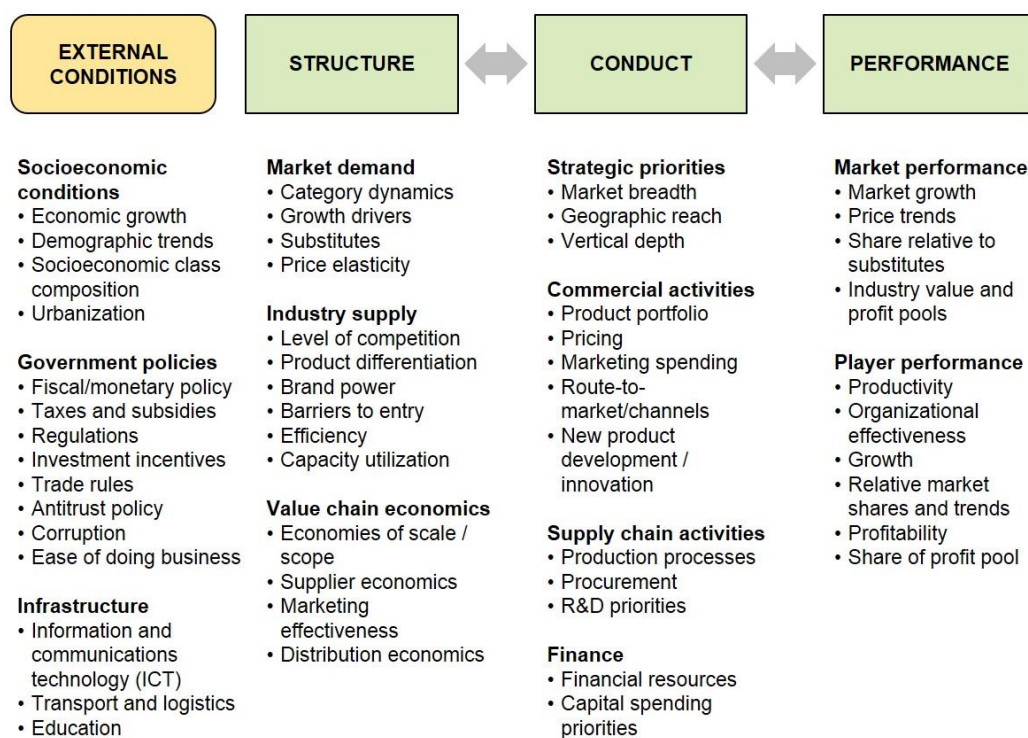 EXTERNAL
CONDITIONS
STRUCTURE
CONDUCT
PERFORMANCE
Socioeconomic
conditions
• Economic growth
• Demographic trends
• Socioeconomic class
composition
• Urbanization
Government policies
• Fiscal/monetary policy
• Taxes and subsidies
• Regulations
• Investment incentives
• Trade rules
• Antitrust policy
• Corruption
• Ease of doing business
Infrastructure
• Information and
communications
technology (ICT)
• Transport and logistics
• Education
Market demand
• Category dynamics
• Growth drivers
• Substitutes
• Price elasticity
Industry supply
• Level of competition
• Product differentiation
• Brand power
• Barriers to entry
• Efficiency
• Capacity utilization
Value chain economics
• Economies of scale /
scope
• Supplier economics
• Marketing
effectiveness
• Distribution economics
Strategic priorities
• Market breadth
• Geographic reach
• Vertical depth
Commercial activities
• Product portfolio
• Pricing
• Marketing spending
• Route-to-
market/channels
• New product
development /
innovation
Supply chain activities
• Production processes
• Procurement
• R&D priorities
Finance
• Financial resources
• Capital spending
priorities
Market performance
• Market growth
• Price trends
• Share relative to
substitutes
• Industry value and
profit pools
Player performance
• Productivity
• Organizational
effectiveness
• Growth
• Relative market
shares and trends
• Profitability
• Share of profit pool